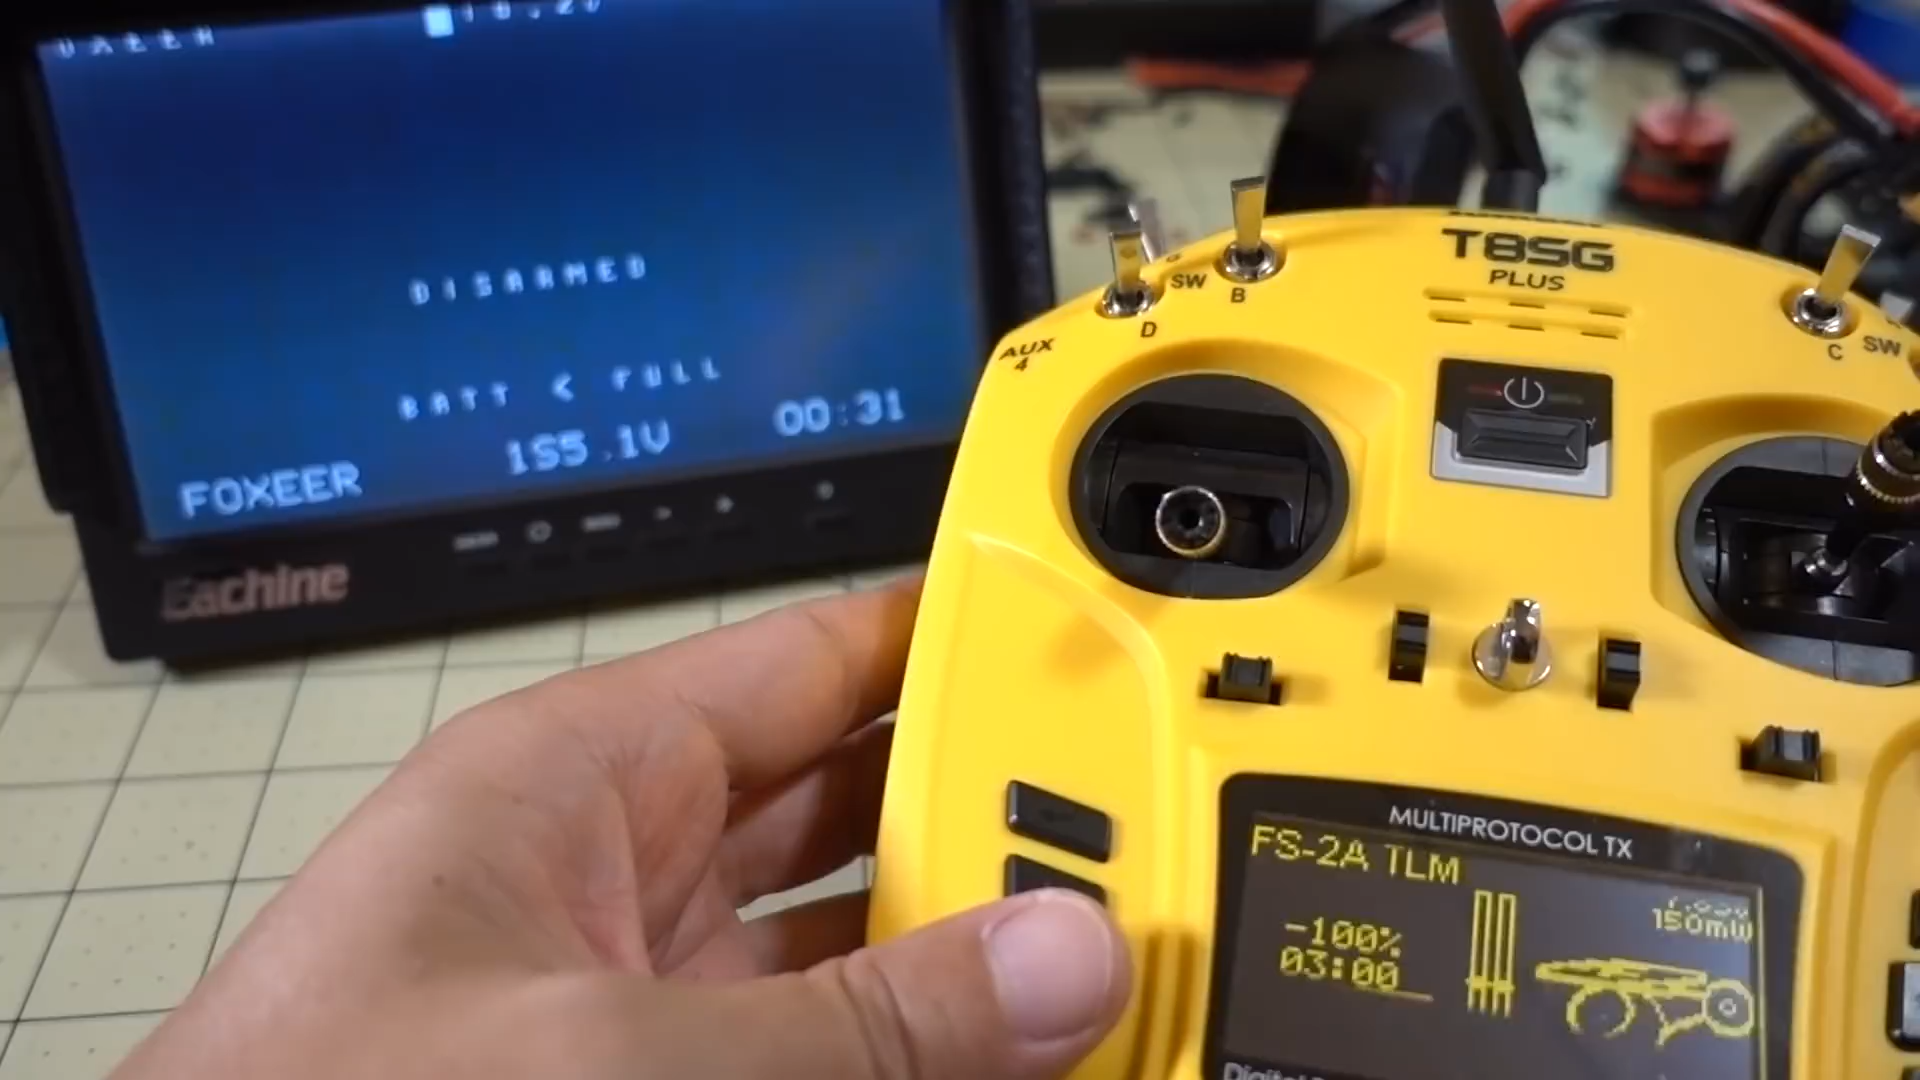 DISARMED
BATT < FULL
1S5.1V
00:31
FOXEER
Eachine
T8SG
PLUS
SW
B
D
AUX
4
C
SW
MULTIPROTOCOL TX
FS-2A TLM
150mW
-100%
03:00